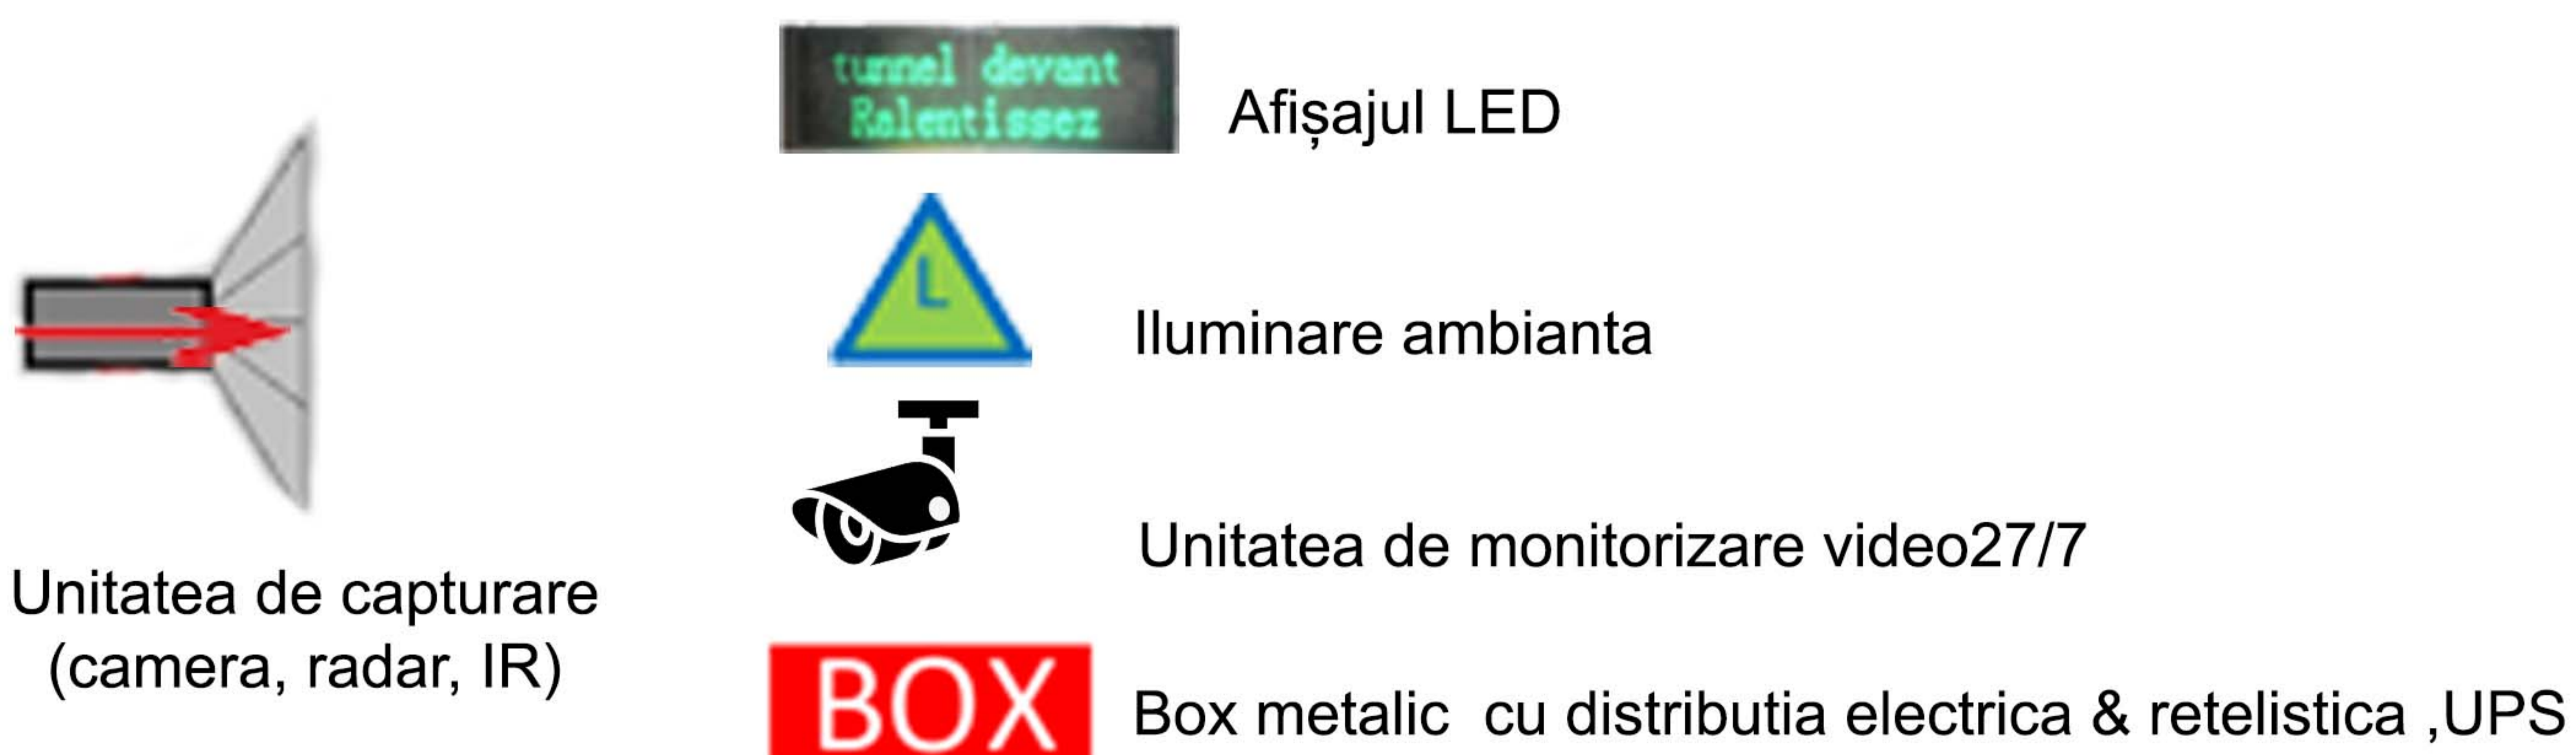 tunnel devant
Ralentissez
Afișajul LED
L
Iluminare ambianta
Unitatea de monitorizare video27/7
Unitatea de capturare
(camera, radar, IR)
BOX
Box metalic cu distributia electrica & retelistica ,UPS